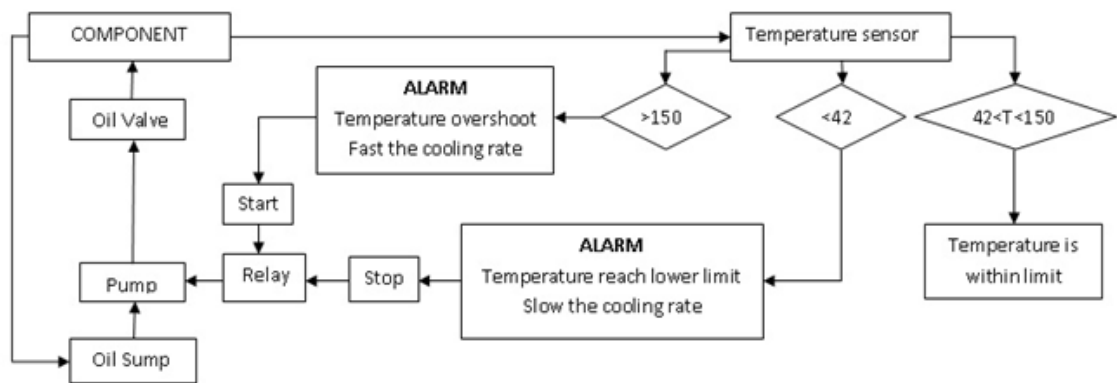 COMPONENT
Temperature sensor
ALARM
Temperature overshoot
Fast the cooling rate
>150
<42
42<T<150
Oil Valve
Start
ALARM
Temperature reach lower limit
Slow the cooling rate
Temperature is
within limit
Pump
Relay
Stop
Oil Sump